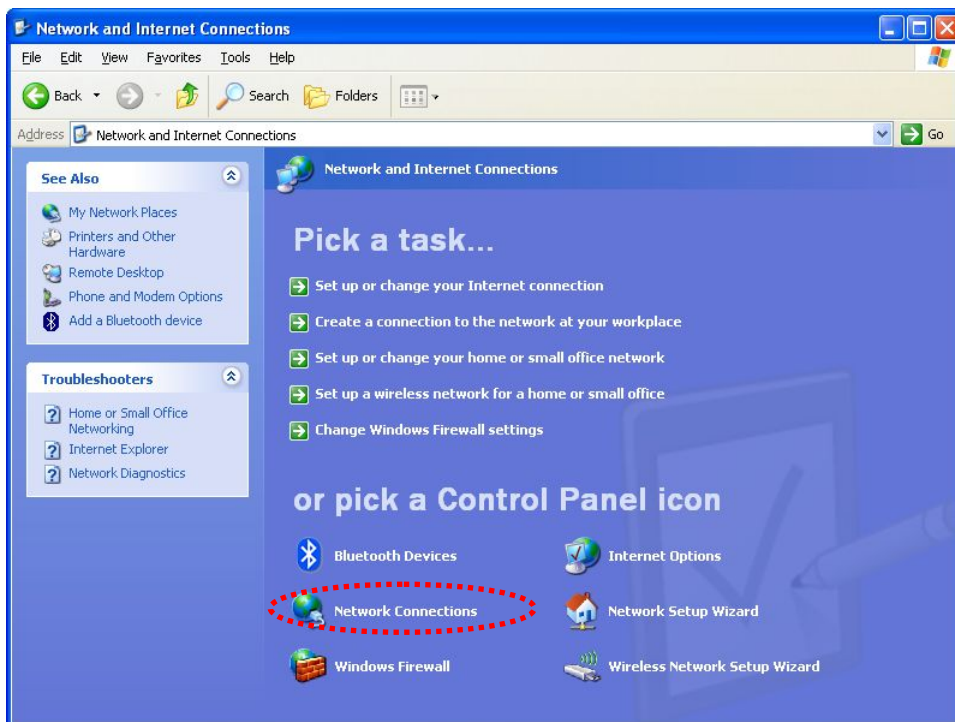 Network and Internet Connections
File Edit View Favorites Tools Help
Back Search Folders
Address Network and Internet Connections Go
See Also
My Network Places
Printers and Other
Hardware
Remote Desktop
Phone and Modem Options
Add a Bluetooth device
Troubleshooters
Home or Small Office
Networking
Internet Explorer
Network Diagnostics
Network and Internet Connections
Pick a task...
Set up or change your Internet connection
Create a connection to the network at your workplace
Set up or change your home or small office network
Set up a wireless network for a home or small office
Change Windows Firewall settings
or pick a Control Panel icon
Bluetooth Devices
Internet Options
Network Connections
Network Setup Wizard
Windows Firewall
Wireless Network Setup Wizard